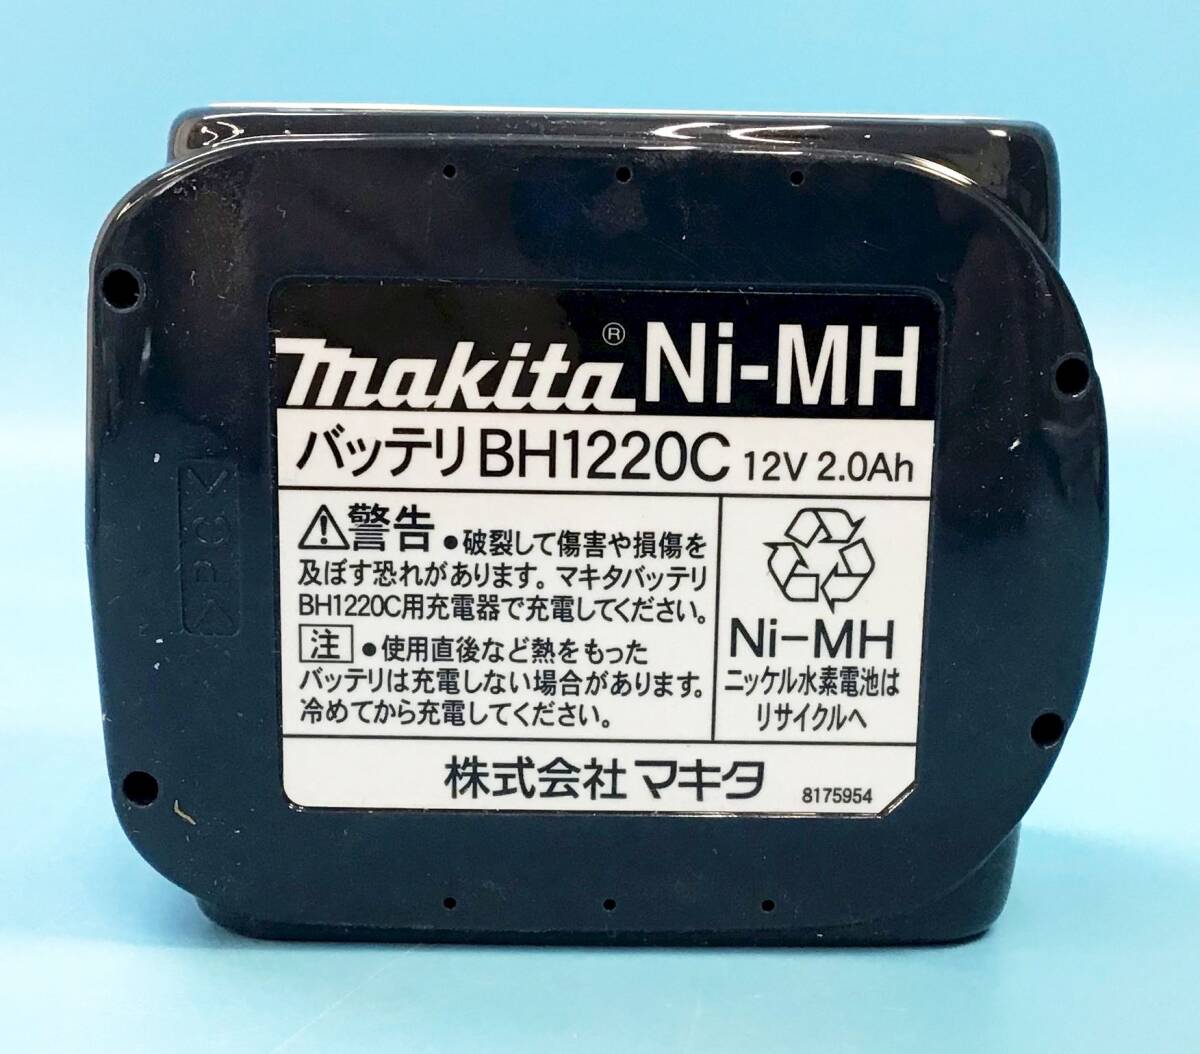 makita® Ni-MH
バッテリ BH1220C 12V 2.0Ah
⚠警告 ●破裂して傷害や損傷を
及ぼす恐れがあります。マキタバッテリ
BH1220C用充電器で充電してください。
注 ●使用直後など熱をもった
バッテリは充電しない場合があります。
冷めてから充電してください。
Ni-MH
ニッケル水素電池は
リサイクルへ
株式会社 マキタ
8175954
>PC<